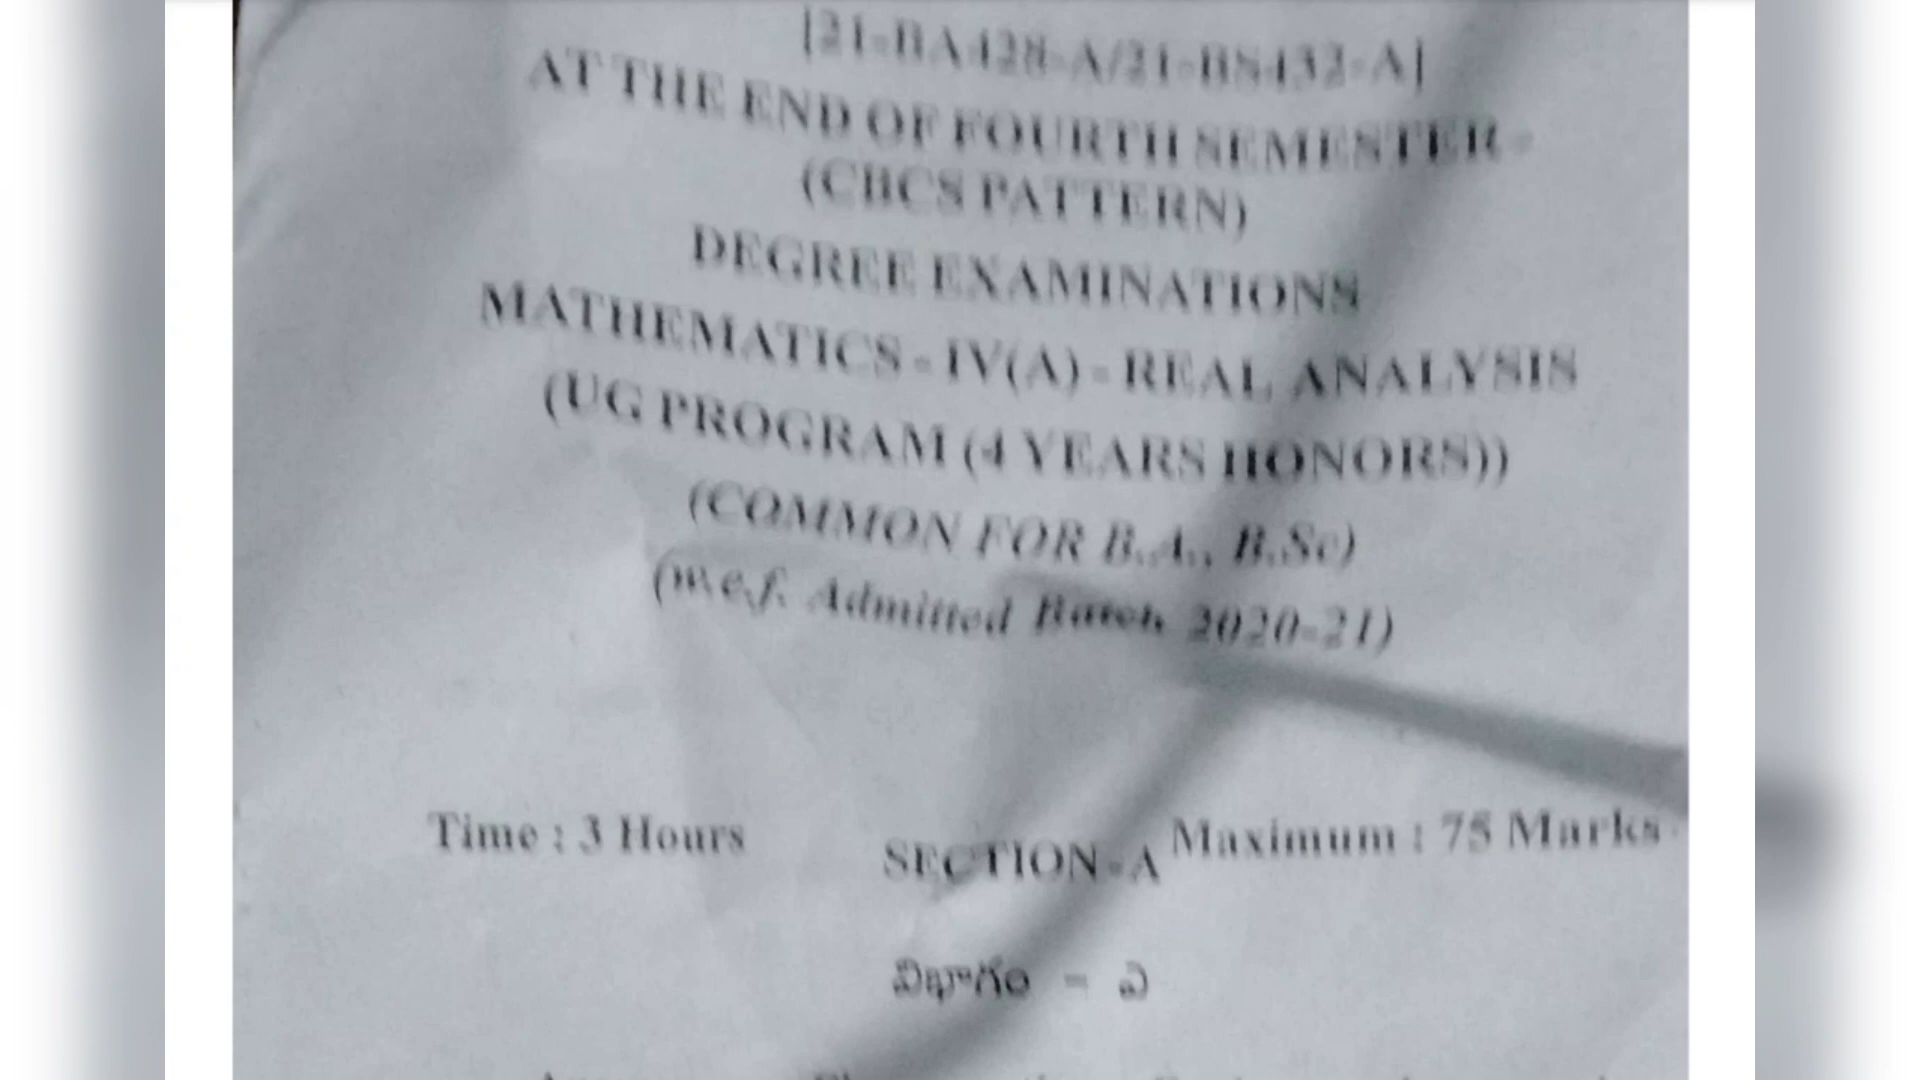 [21-BA428-A/21-BS432-A]
AT THE END OF FOURTH SEMESTER -
(CBCS PATTERN)
DEGREE EXAMINATIONS
MATHEMATICS - IV(A) - REAL ANALYSIS
(UG PROGRAM (4 YEARS HONORS))
(COMMON FOR B.A., B.Sc)
(w.e.f. Admitted Batch 2020-21)
Time : 3 Hours Maximum : 75 Marks
SECTION - A
విభాగం - ఎ